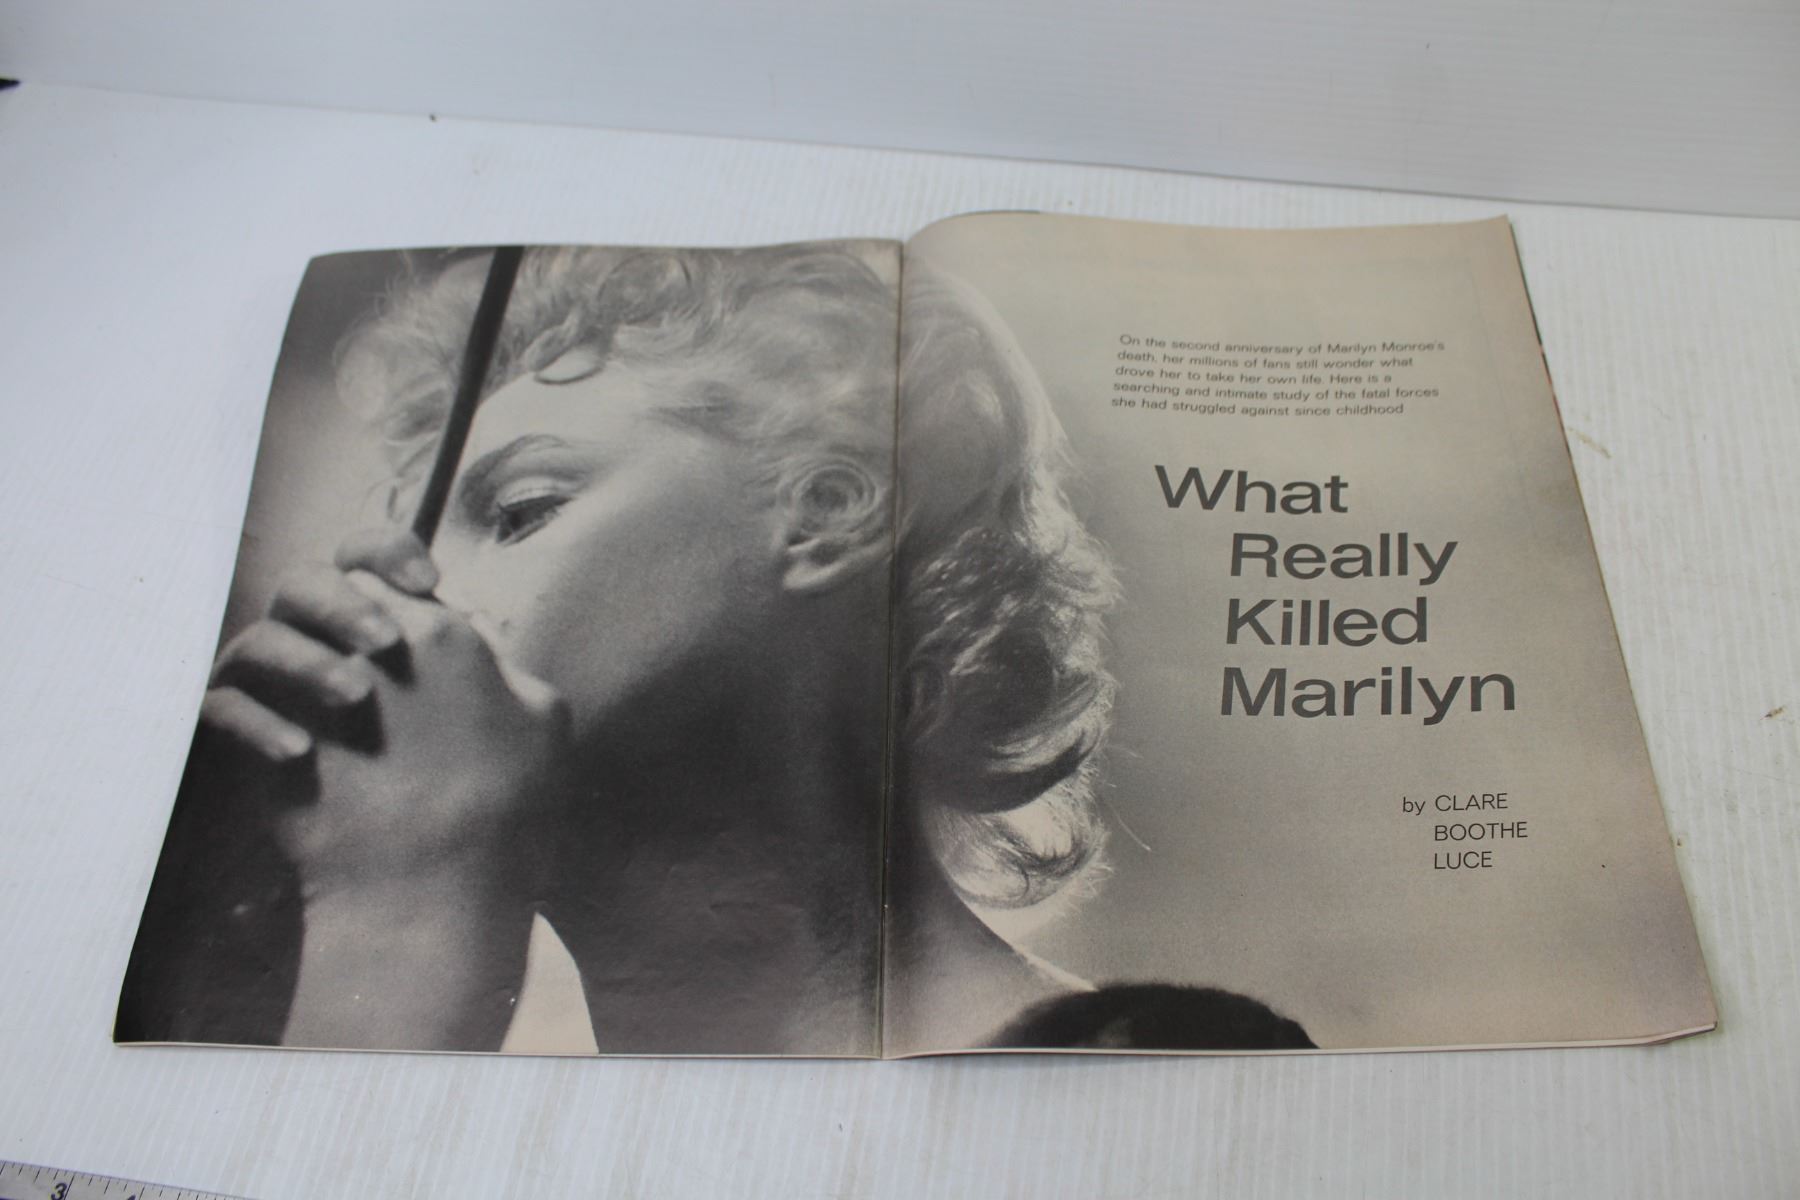 On the second anniversary of Marilyn Monroe's
death, her millions of fans still wonder what
drove her to take her own life. Here is a
searching and intimate study of the fatal forces
she had struggled against since childhood
What
Really
Killed
Marilyn
by CLARE
BOOTHE
LUCE
3